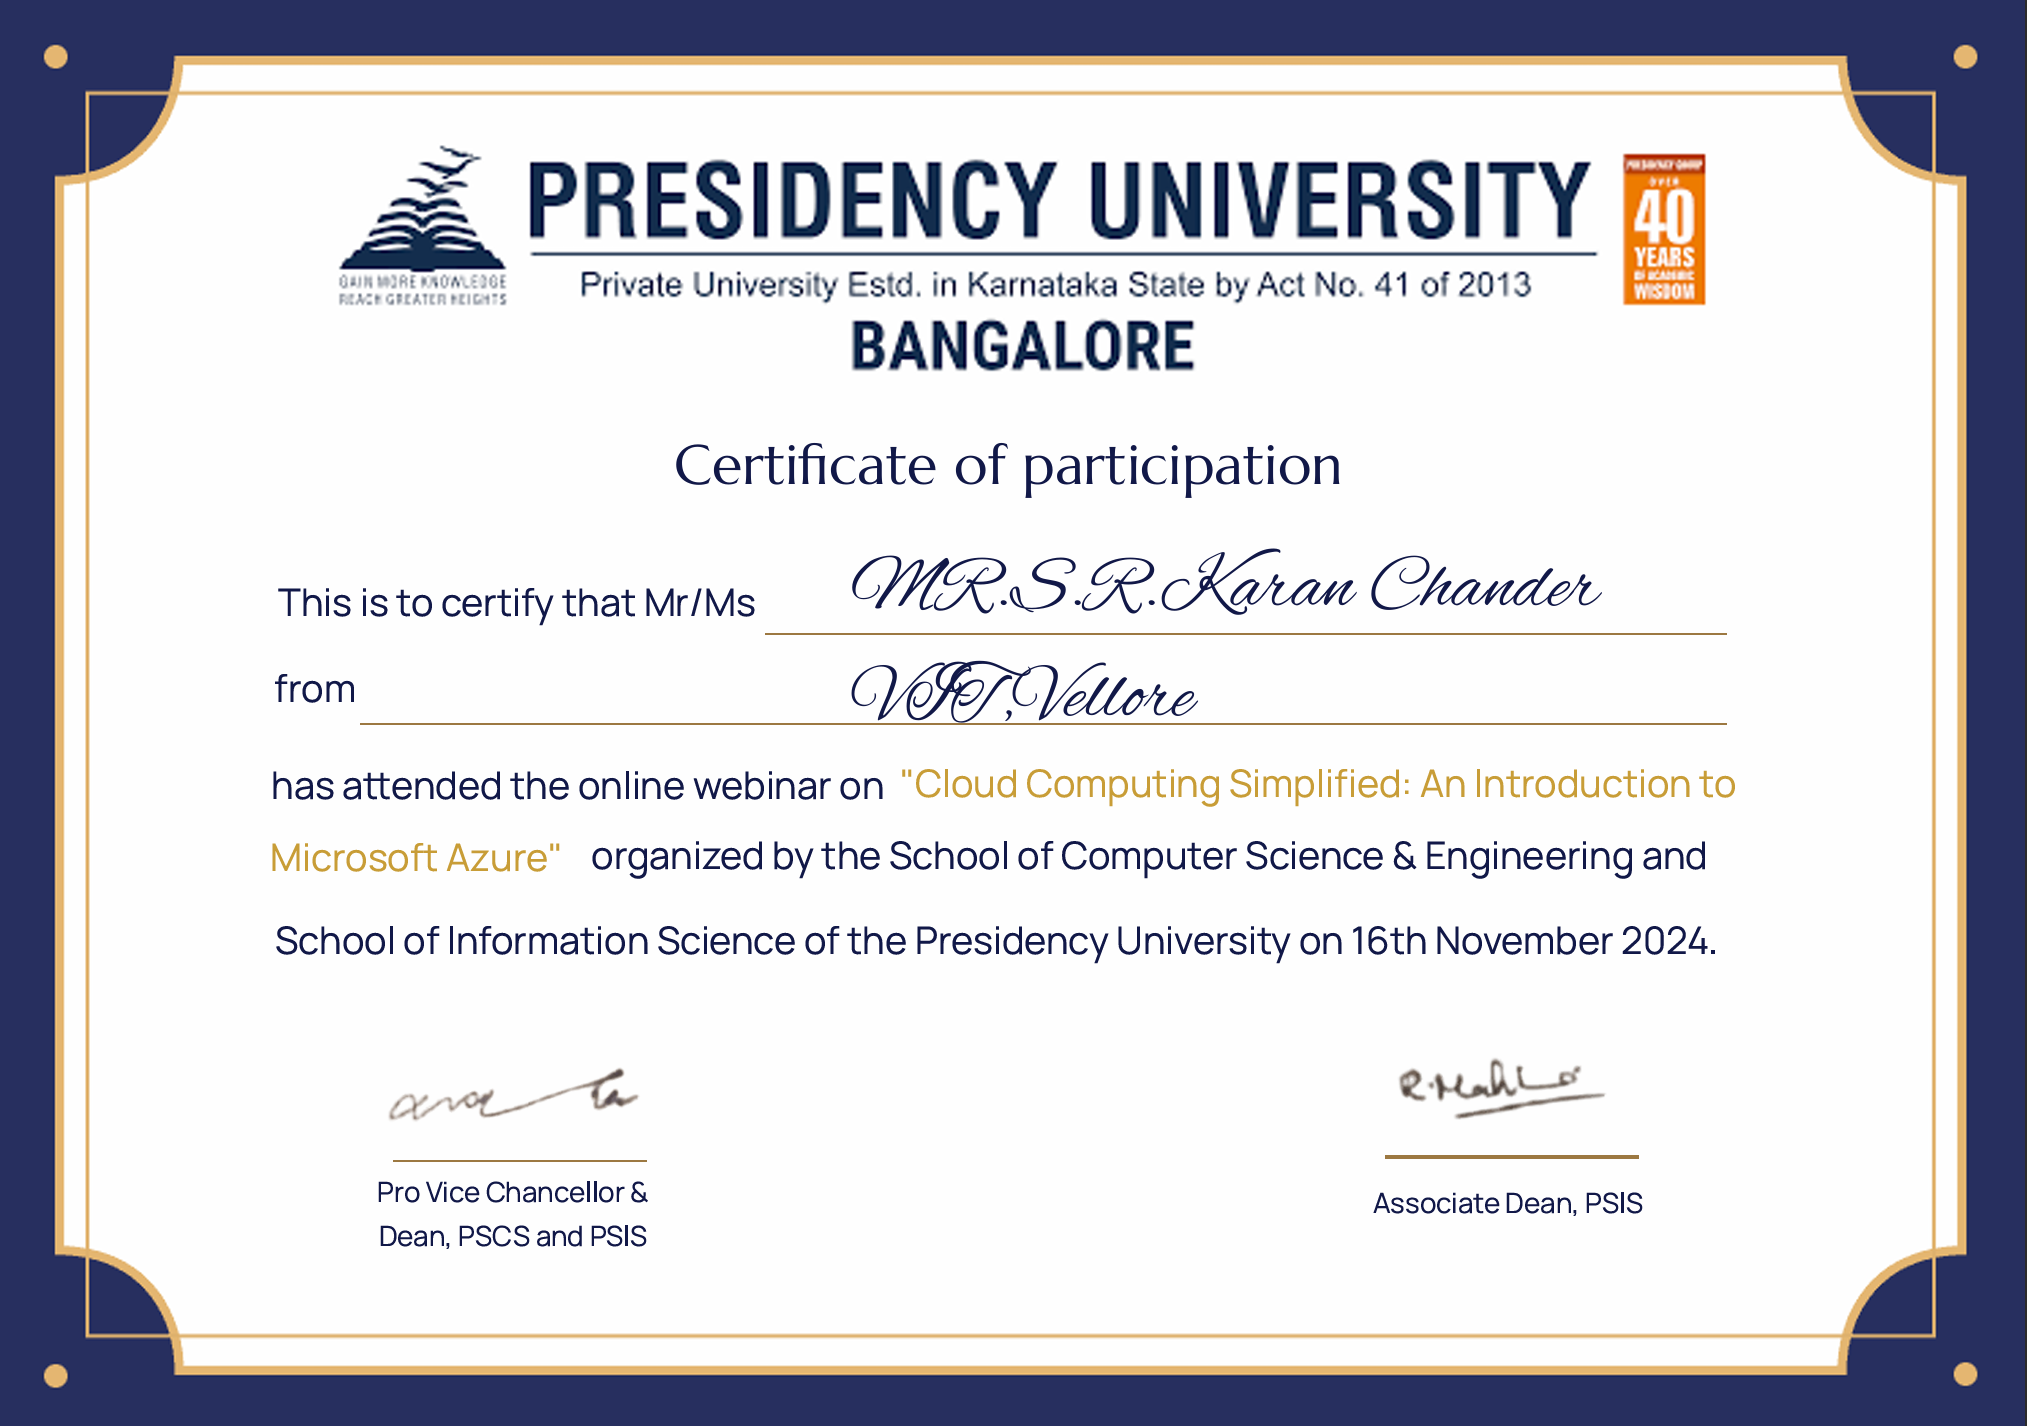 GAIN MORE KNOWLEDGE
REACH GREATER HEIGHTS
PRESIDENCY UNIVERSITY
Private University Estd. in Karnataka State by Act No. 41 of 2013
BANGALORE
PRESIDENCY GROUP
OVER
40
YEARS
OF ACADEMIC
WISDOM
Certificate of participation
This is to certify that Mr/Ms MR.S.R.Karan Chander
from VIT,Vellore
has attended the online webinar on "Cloud Computing Simplified: An Introduction to
Microsoft Azure" organized by the School of Computer Science & Engineering and
School of Information Science of the Presidency University on 16th November 2024.
Pro Vice Chancellor &
Dean, PSCS and PSIS
Associate Dean, PSIS